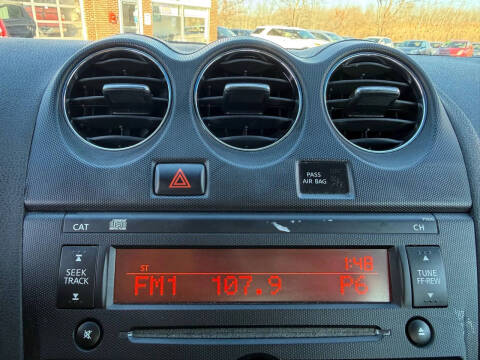 PASS
AIR BAG
CAT CH
SEEK
TRACK
TUNE
FF·REW
ST 1:48
FM1 107.9 P6